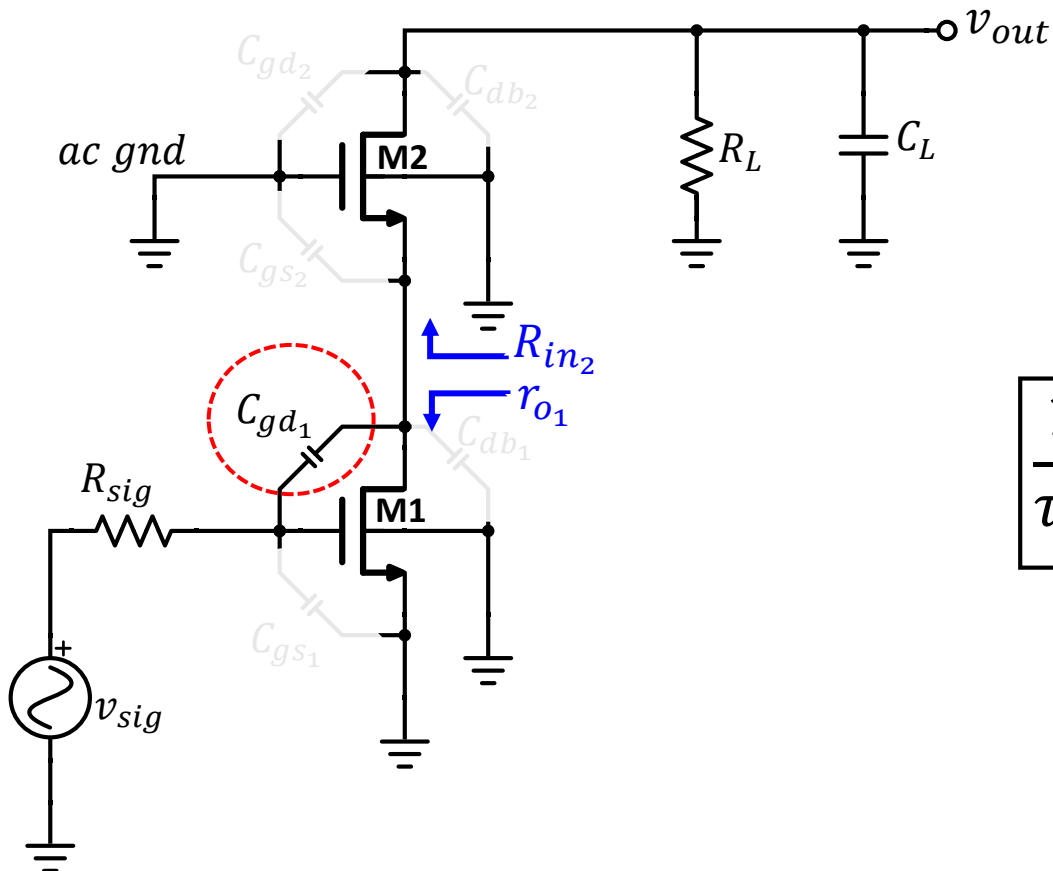 v_out
C_gd₂
C_db₂
ac gnd
M2
R_L
C_L
C_gs₂
R_in₂
r_o₁
C_gd₁
C_db₁
R_sig
M1
C_gs₁
+
v_sig
τ